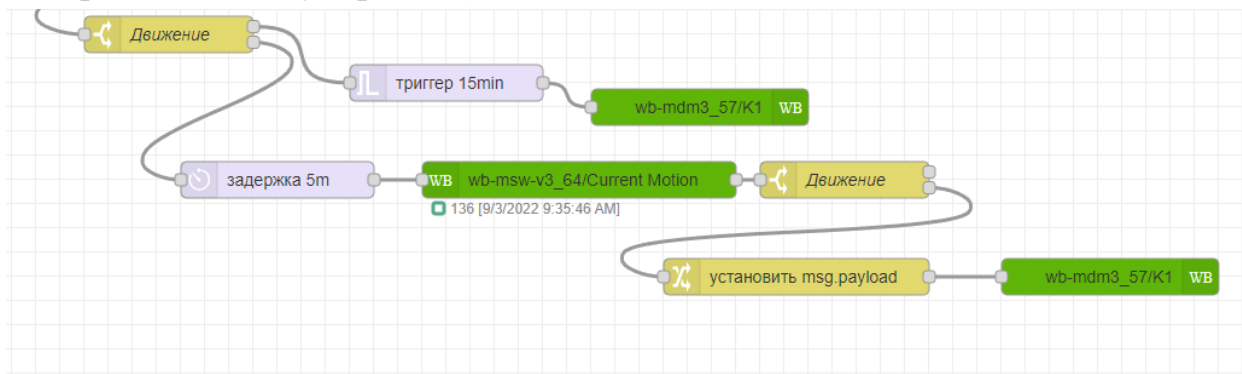 Движение
триггер 15min
wb-mdm3_57/K1 WB
задержка 5m
WB wb-msw-v3_64/Current Motion
Движение
136 [9/3/2022 9:35:46 AM]
установить msg.payload
wb-mdm3_57/K1 WB